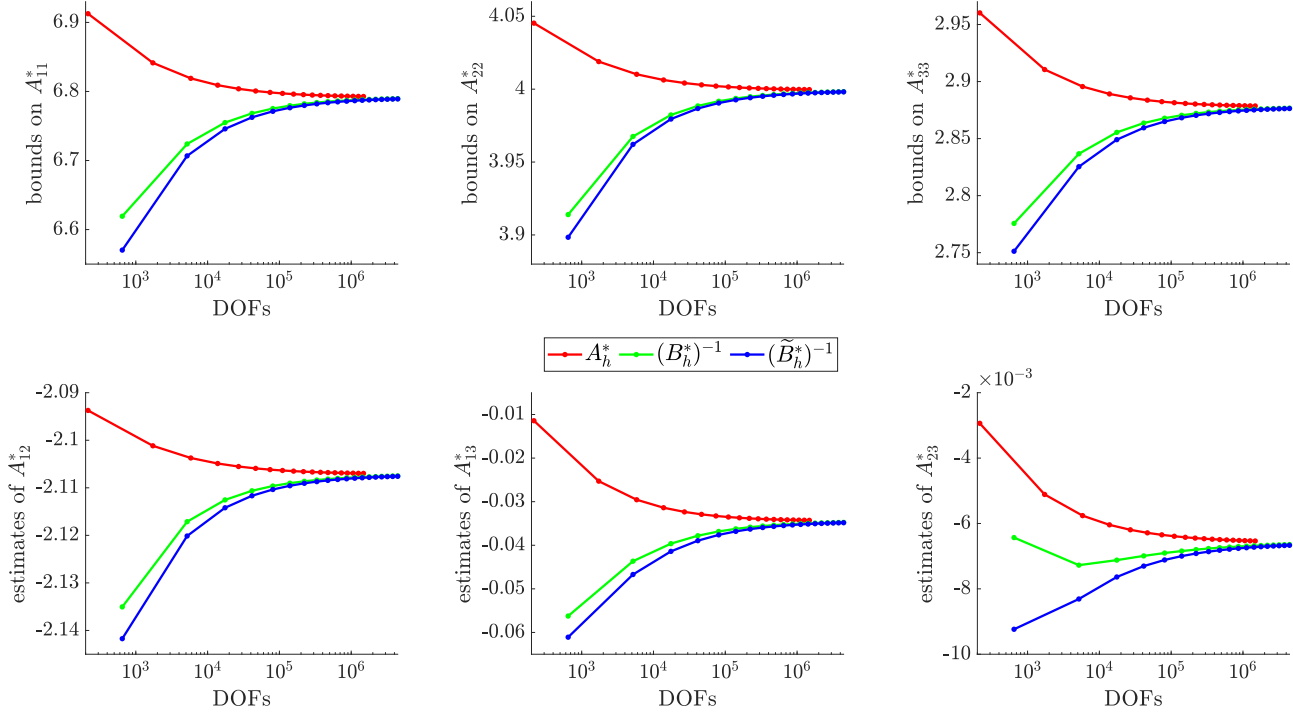 bounds on A*11
6.9
6.8
6.7
6.6
10^3 10^4 10^5 10^6
DOFs
bounds on A*22
4.05
4
3.95
3.9
10^3 10^4 10^5 10^6
DOFs
bounds on A*33
2.95
2.9
2.85
2.8
2.75
10^3 10^4 10^5 10^6
DOFs
A*h (B*h)^−1 (B̃*h)^−1
estimates of A*12
-2.09
-2.1
-2.11
-2.12
-2.13
-2.14
10^3 10^4 10^5 10^6
DOFs
estimates of A*13
-0.01
-0.02
-0.03
-0.04
-0.05
-0.06
10^3 10^4 10^5 10^6
DOFs
estimates of A*23
×10^-3
-2
-4
-6
-8
-10
10^3 10^4 10^5 10^6
DOFs